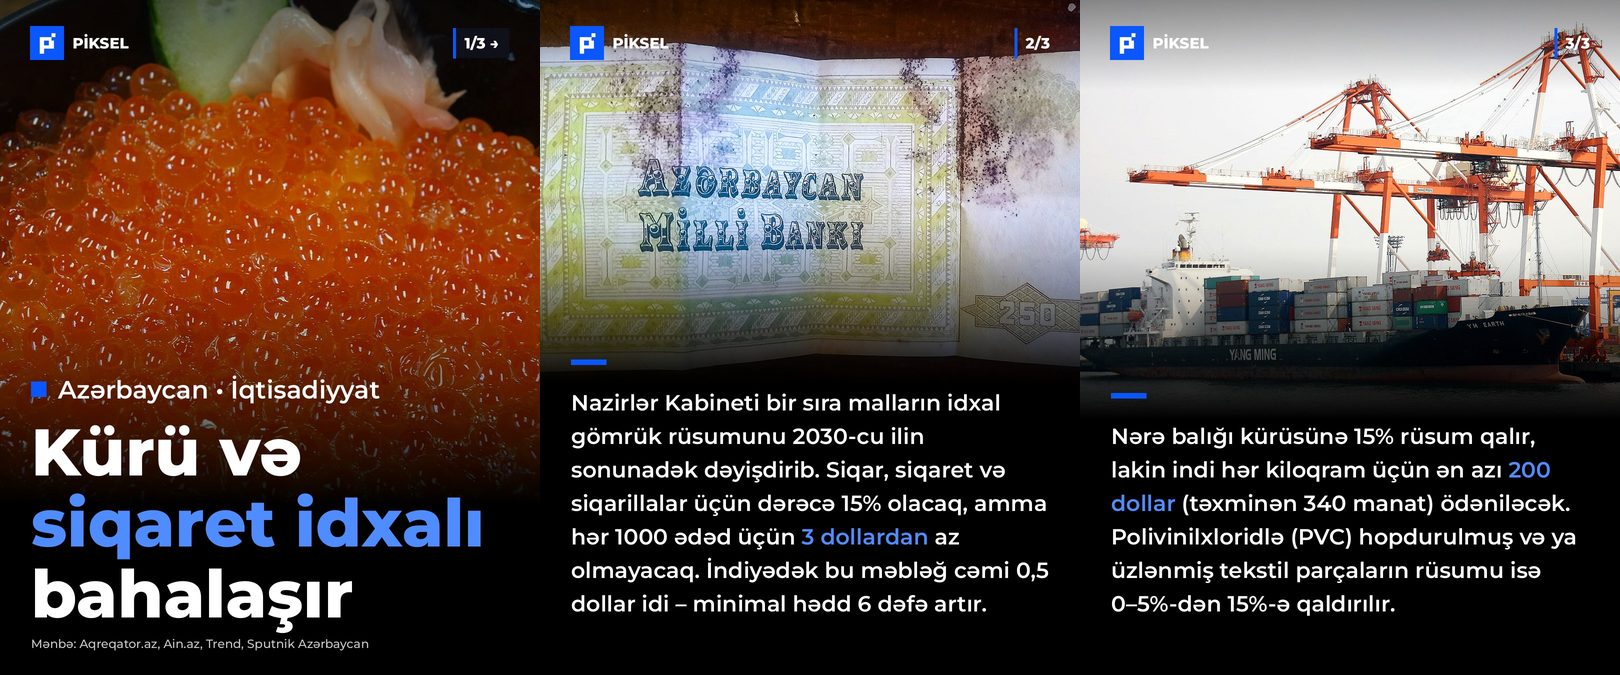 PİKSEL
1/3 →
Azərbaycan • İqtisadiyyat
Kürü və
siqaret idxalı
bahalaşır
Mənbə: Aqreqator.az, Ain.az, Trend, Sputnik Azərbaycan
PİKSEL
2/3
AZƏRBAYCAN
MİLLİ BANKI
250
Nazirlər Kabineti bir sıra malların idxal
gömrük rüsumunu 2030-cu ilin
sonunadək dəyişdirib. Siqar, siqaret və
siqarillalar üçün dərəcə 15% olacaq, amma
hər 1000 ədəd üçün 3 dollardan az
olmayacaq. İndiyədək bu məbləğ cəmi 0,5
dollar idi – minimal hədd 6 dəfə artır.
PİKSEL
3/3
YANG MING
YM EARTH
Nərə balığı kürüsünə 15% rüsum qalır,
lakin indi hər kiloqram üçün ən azı 200
dollar (təxminən 340 manat) ödəniləcək.
Polivinilxloridlə (PVC) hopdurulmuş və ya
üzlənmiş tekstil parçaların rüsumu isə
0–5%-dən 15%-ə qaldırılır.